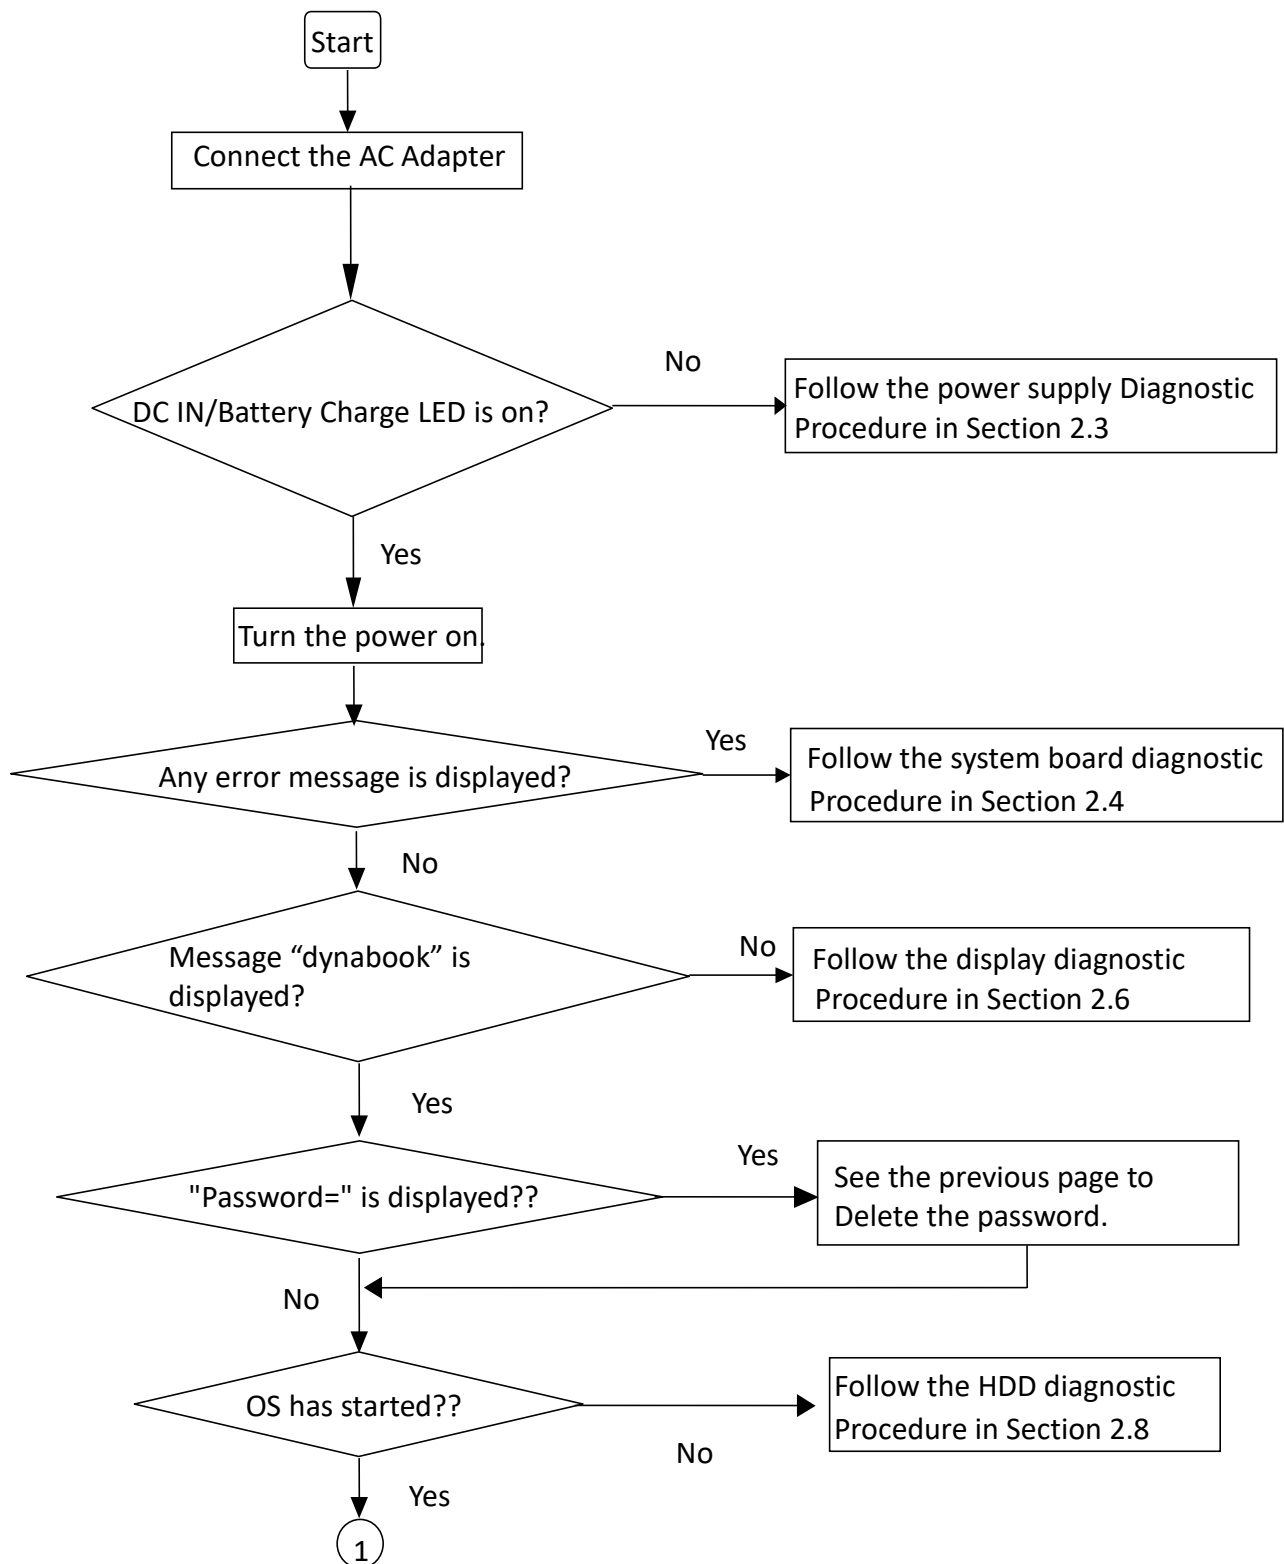 Start
Connect the AC Adapter
DC IN/Battery Charge LED is on?
No
Follow the power supply Diagnostic
Procedure in Section 2.3
Yes
Turn the power on.
Any error message is displayed?
Yes
Follow the system board diagnostic
Procedure in Section 2.4
No
Message “dynabook” is
displayed?
No
Follow the display diagnostic
Procedure in Section 2.6
Yes
"Password=" is displayed??
Yes
See the previous page to
Delete the password.
No
OS has started??
No
Follow the HDD diagnostic
Procedure in Section 2.8
Yes
1